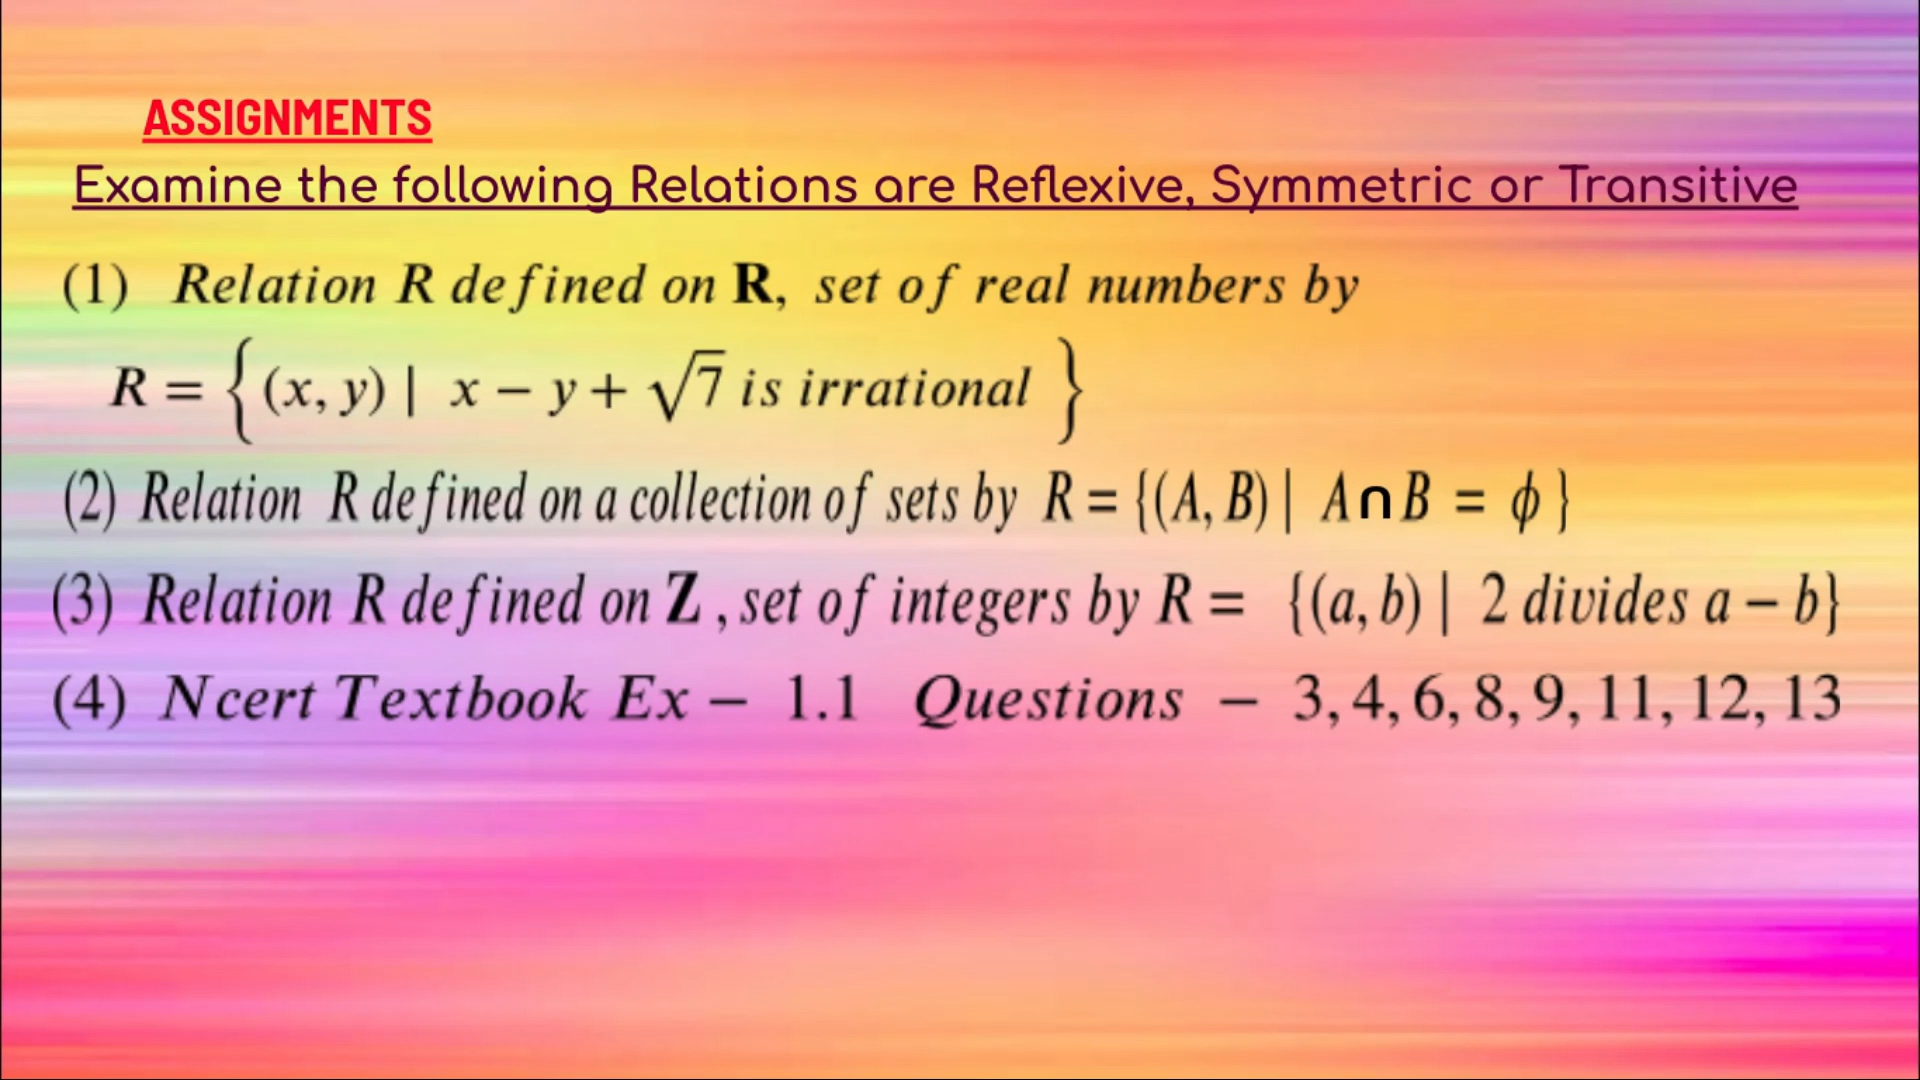 ASSIGNMENTS
Examine the following Relations are Reflexive, Symmetric or Transitive
(1) Relation R defined on R, set of real numbers by
R = { (x, y) | x − y + √7 is irrational }
(2) Relation R defined on a collection of sets by R = {(A, B) | A∩B = ϕ }
(3) Relation R defined on Z , set of integers by R = {(a, b) | 2 divides a − b}
(4) Ncert Textbook Ex − 1.1 Questions − 3, 4, 6, 8, 9, 11, 12, 13